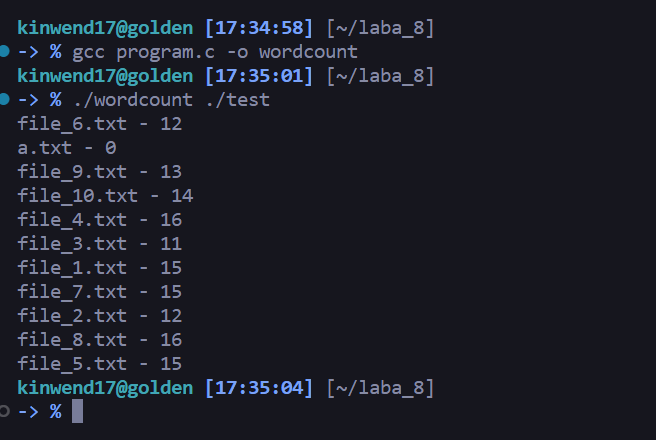 kinwend17@golden [17:34:58] [~/laba_8]
-> % gcc program.c -o wordcount
kinwend17@golden [17:35:01] [~/laba_8]
-> % ./wordcount ./test
file_6.txt - 12
a.txt - 0
file_9.txt - 13
file_10.txt - 14
file_4.txt - 16
file_3.txt - 11
file_1.txt - 15
file_7.txt - 15
file_2.txt - 12
file_8.txt - 16
file_5.txt - 15
kinwend17@golden [17:35:04] [~/laba_8]
-> %